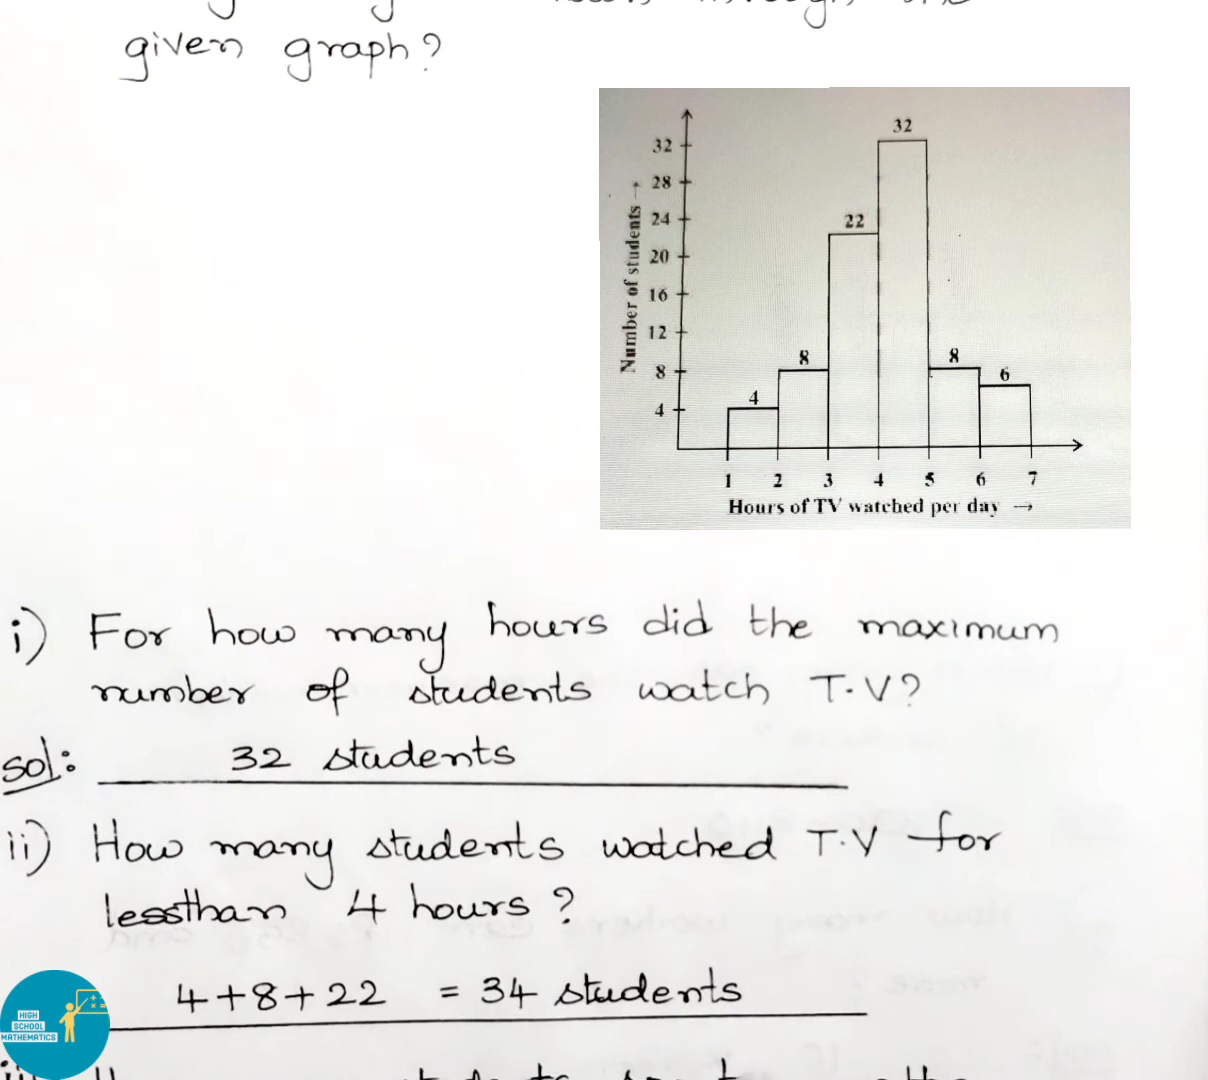 given graph?
32
28
24
20
16
12
8
4
Number of students →
4
8
22
32
8
6
1 2 3 4 5 6 7
Hours of TV watched per day →
i) For how many hours did the maximum
number of students watch T.V?
sol: 32 students
ii) How many students watched T.V for
lessthan 4 hours?
4+8+22 = 34 students
HIGH
SCHOOL
MATHEMATICS